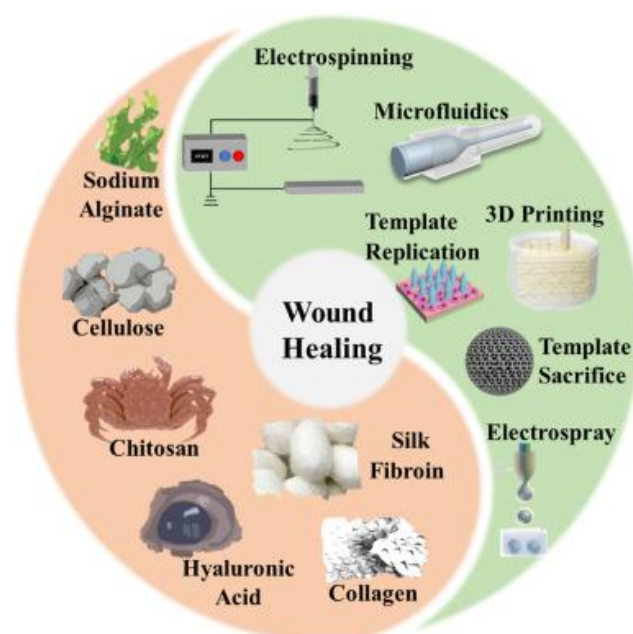 Electrospinning
Microfluidics
Sodium
Alginate
3D Printing
Template
Replication
Cellulose
Wound
Healing
Template
Sacrifice
Chitosan
Silk
Fibroin
Electrospray
Hyaluronic
Acid
Collagen